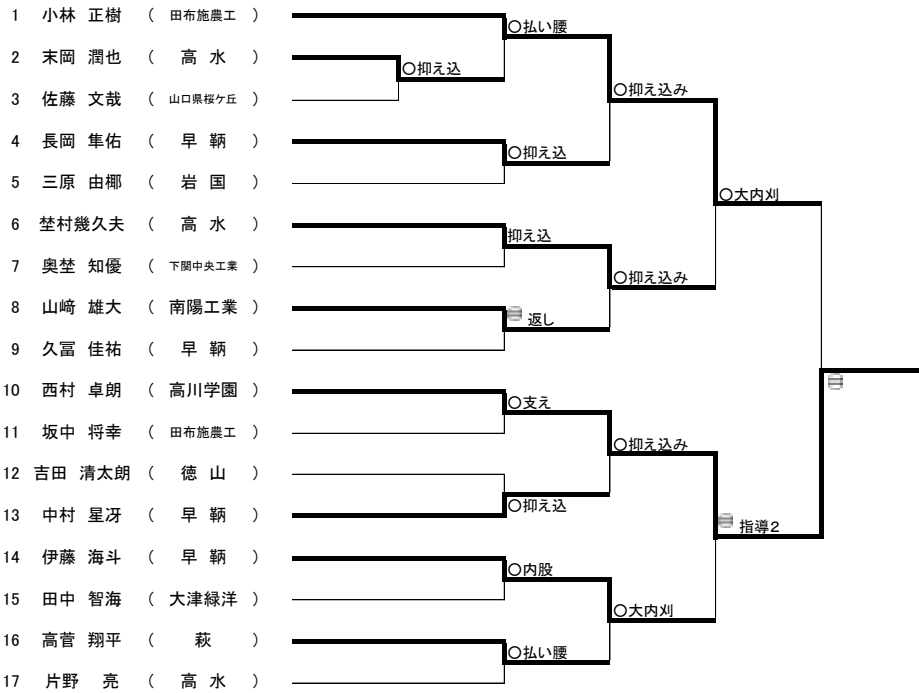 1 小林 正樹 ( 田布施農工 )
○払い腰
2 末岡 潤也 ( 高 水 )
○抑え込
3 佐藤 文哉 ( 山口県桜ケ丘 )
○抑え込み
4 長岡 隼佑 ( 早 鞆 )
○抑え込
5 三原 由椰 ( 岩 国 )
○大内刈
6 埜村幾久夫 ( 高 水 )
抑え込
7 奥埜 知優 ( 下関中央工業 )
○抑え込み
8 山﨑 雄大 ( 南陽工業 )
返し
9 久冨 佳祐 ( 早 鞆 )
10 西村 卓朗 ( 高川学園 )
○支え
11 坂中 将幸 ( 田布施農工 )
○抑え込み
12 吉田 清太朗 ( 徳 山 )
○抑え込
13 中村 星冴 ( 早 鞆 )
指導2
14 伊藤 海斗 ( 早 鞆 )
○内股
15 田中 智海 ( 大津緑洋 )
○大内刈
16 高菅 翔平 ( 萩 )
○払い腰
17 片野 亮 ( 高 水 )